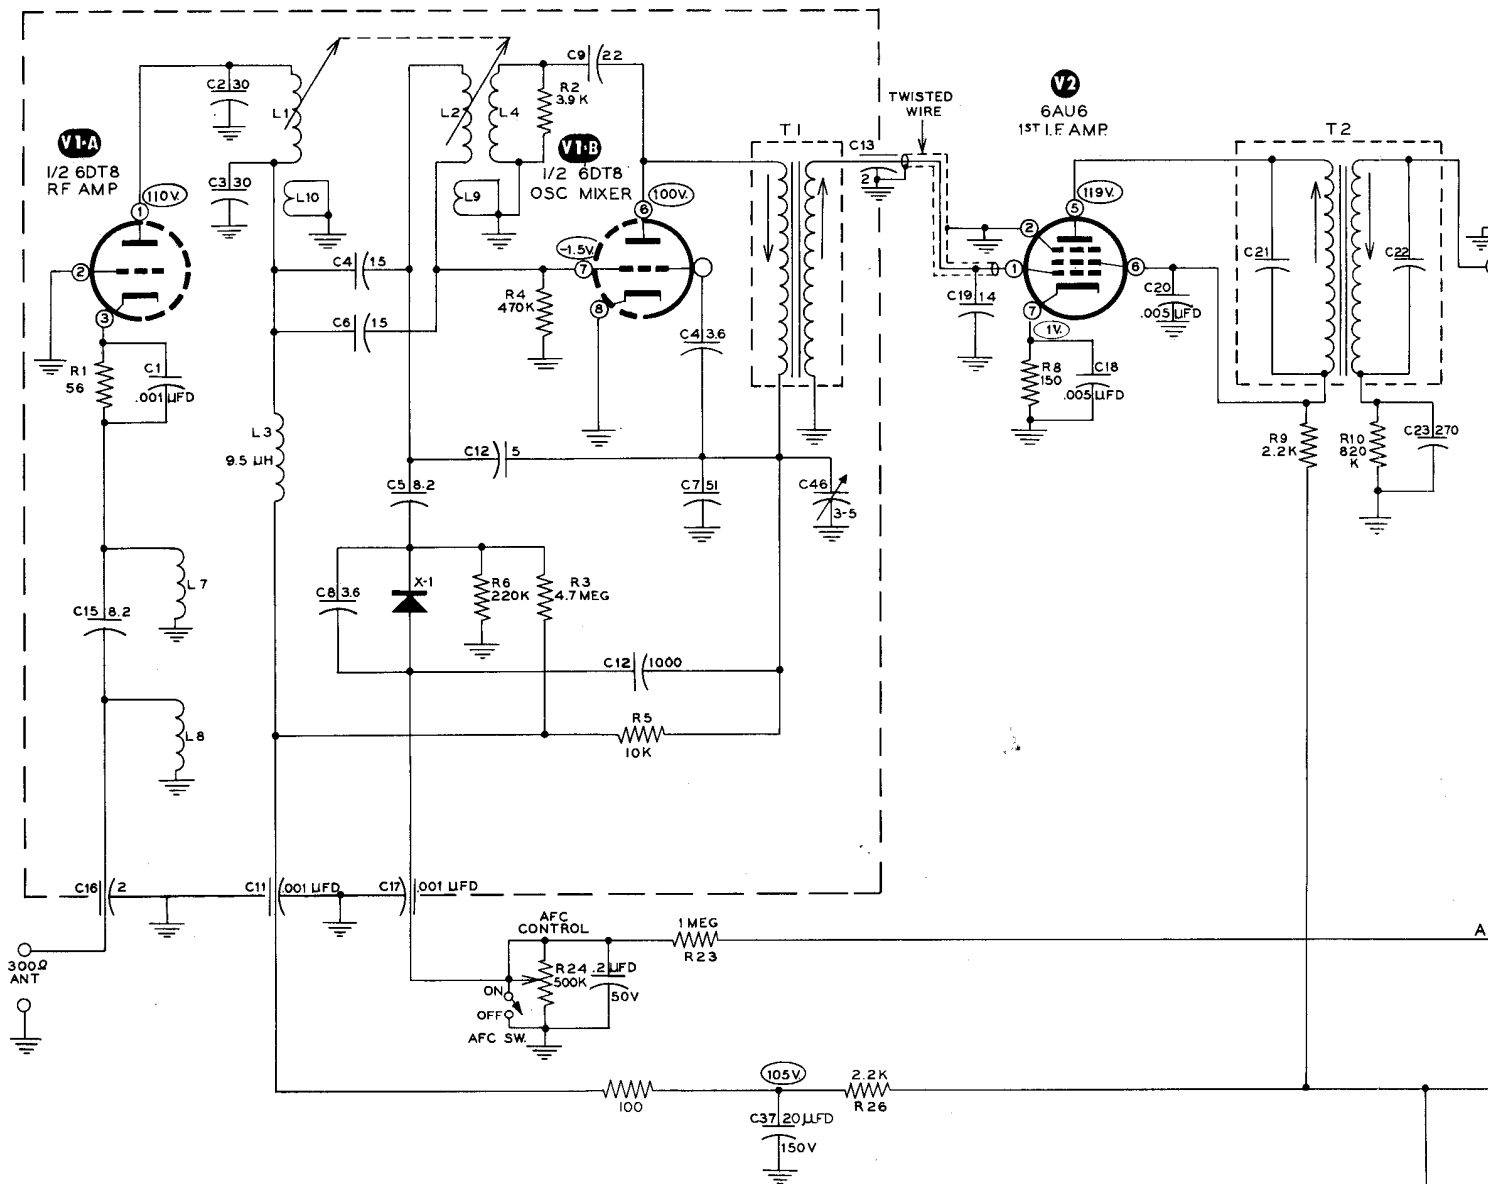 C2 30
L1
V1-A
1/2 6DT8
RF AMP
110V.
C3 30
L10
1
2
3
R1
56
C1
.001 µFD
L3
9.5 µH
L7
C15 8.2
L8
C16 2
300Ω
ANT
C9 22
R2
3.9K
L2
L4
V1-B
1/2 6DT8
OSC MIXER
L9
100V.
6
-1.5V.
7
8
C4 15
C6 15
R4
470K
C4 3.6
C12 5
C5 8.2
C7 51
C46
3-5
C8 3.6
X-1
R6
220K
R3
4.7 MEG
C12 1000
R5
10K
C11 .001 µFD
C17 .001 µFD
T1
C13
2
TWISTED
WIRE
V2
6AU6
1ST I.F. AMP.
119V.
5
2
1
6
7
1V.
C19 14
R8
150
C18
.005 µFD
C20
.005 µFD
T2
C21
C22
R9
2.2K
R10
820
K
C23 270
AFC
CONTROL
R24
500K
.2 µFD
50V
ON
OFF
AFC SW.
1 MEG
R23
A
100
105V.
C37 20 µFD
150V
2.2K
R26